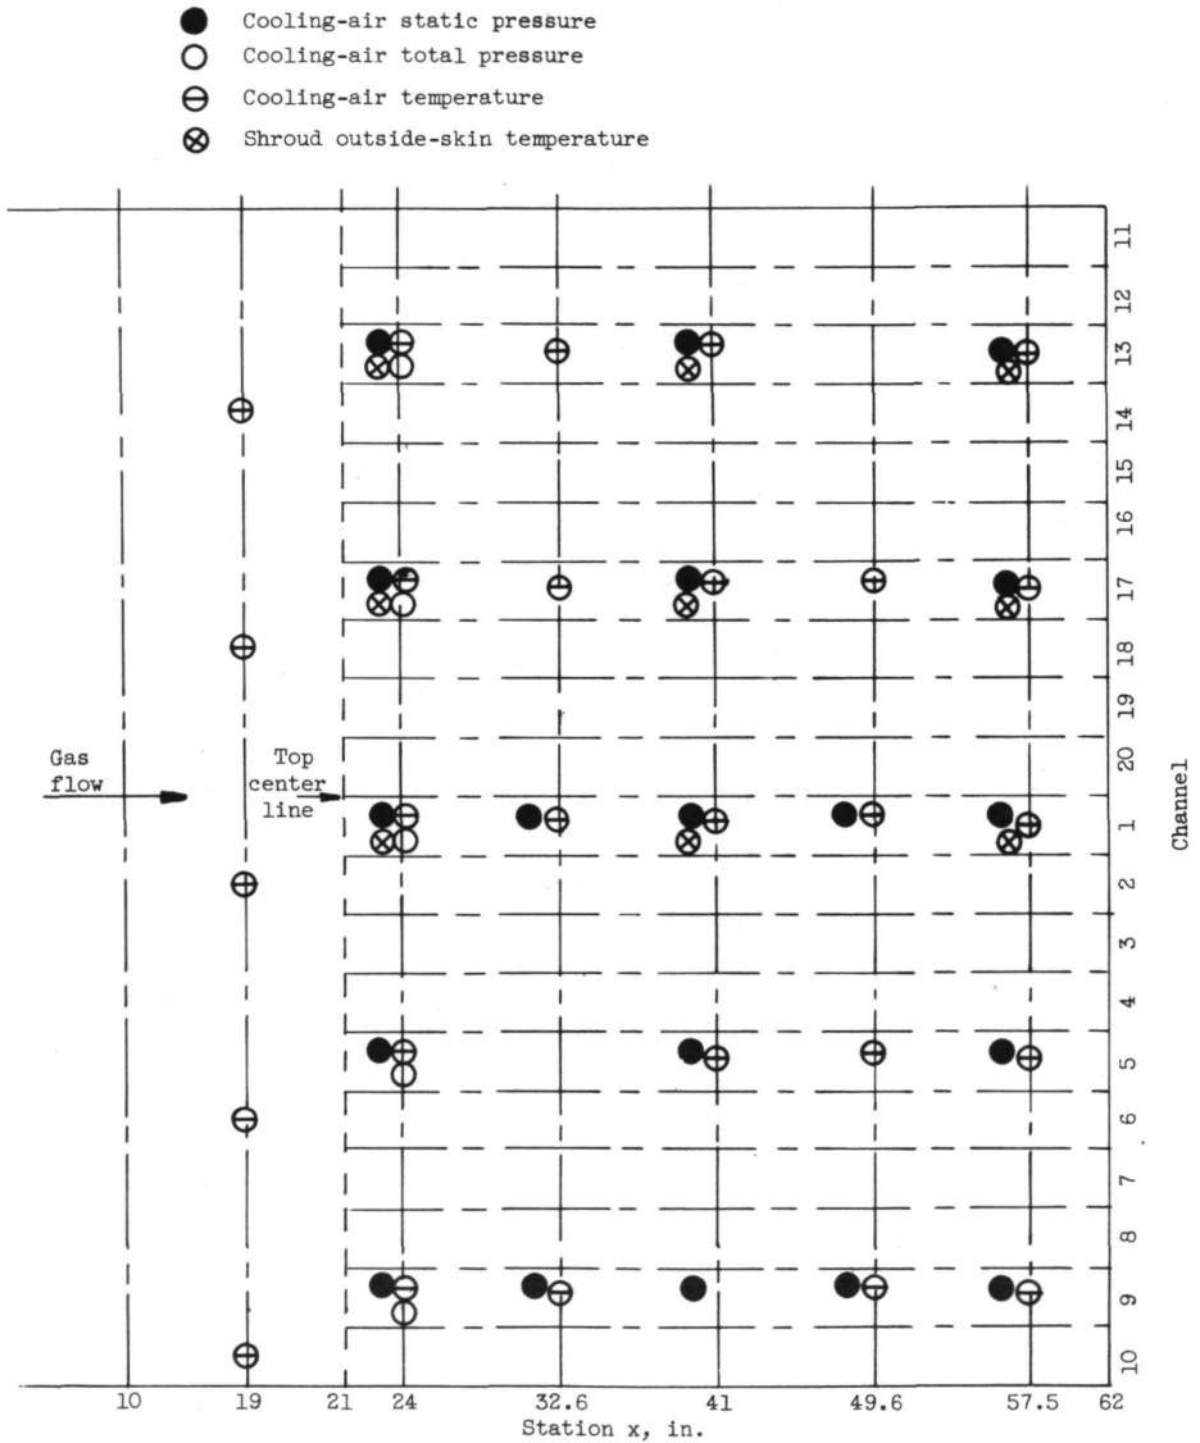 Cooling-air static pressure
Cooling-air total pressure
Cooling-air temperature
Shroud outside-skin temperature
11
12
13
14
15
16
17
18
19
20
1
2
3
4
5
6
7
8
9
10
Channel
Gas
flow
Top
center
line
10 19 21 24 32.6 41 49.6 57.5 62
Station x, in.